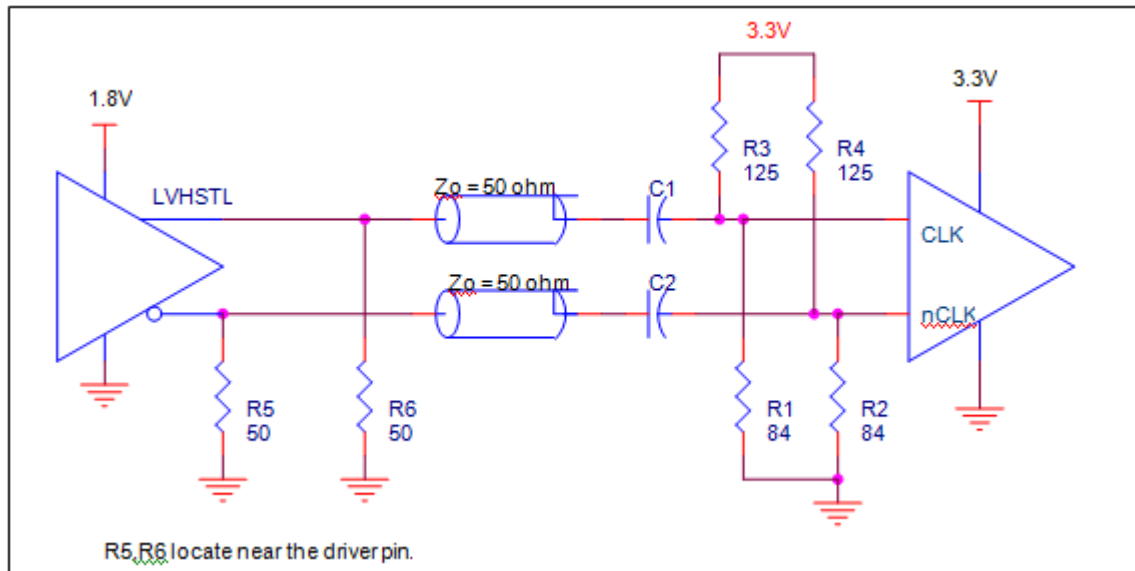 3.3V
1.8V
3.3V
LVHSTL
Zo = 50 ohm
C1
R3
125
R4
125
CLK
Zo = 50 ohm
C2
nCLK
R5
50
R6
50
R1
84
R2
84
R5,R6 locate near the driver pin.